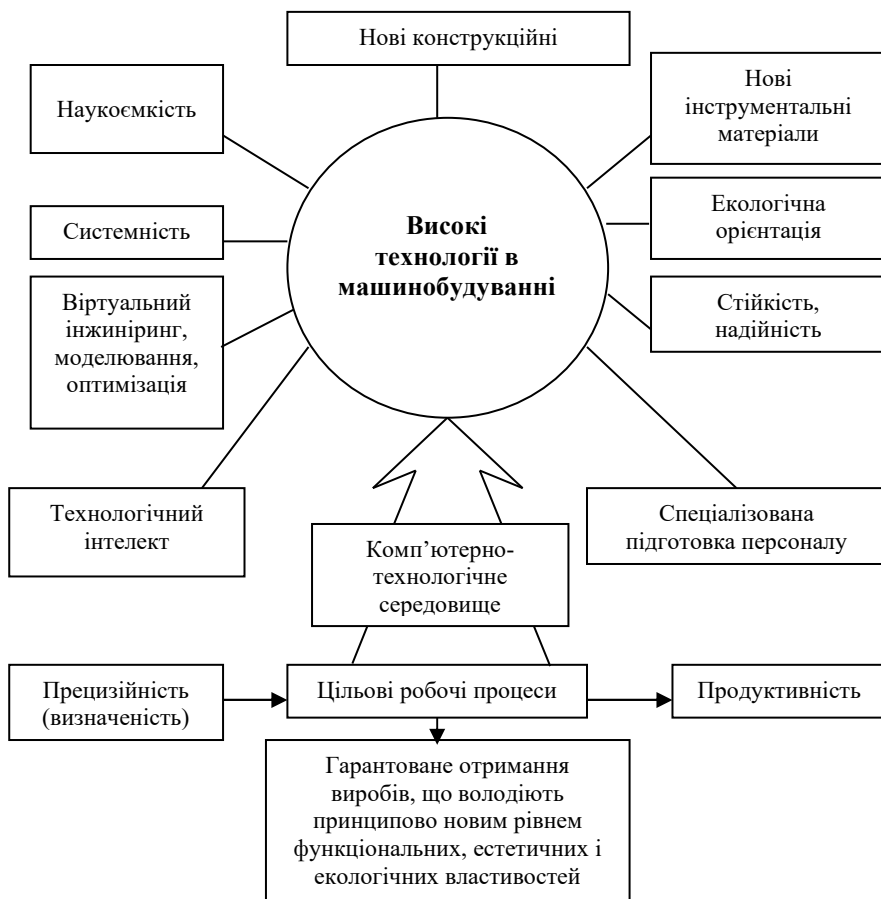 Нові конструкційні
Наукоємкість
Нові
інструментальні
матеріали
Системність
Високі
технології в
машинобудуванні
Екологічна
орієнтація
Віртуальний
інжиніринг,
моделювання,
оптимізація
Стійкість,
надійність
Технологічний
інтелект
Комп’ютерно-
технологічне
середовище
Спеціалізована
підготовка персоналу
Прецизійність
(визначеність)
Цільові робочі процеси
Продуктивність
Гарантоване отримання
виробів, що володіють
принципово новим рівнем
функціональних, естетичних і
екологічних властивостей